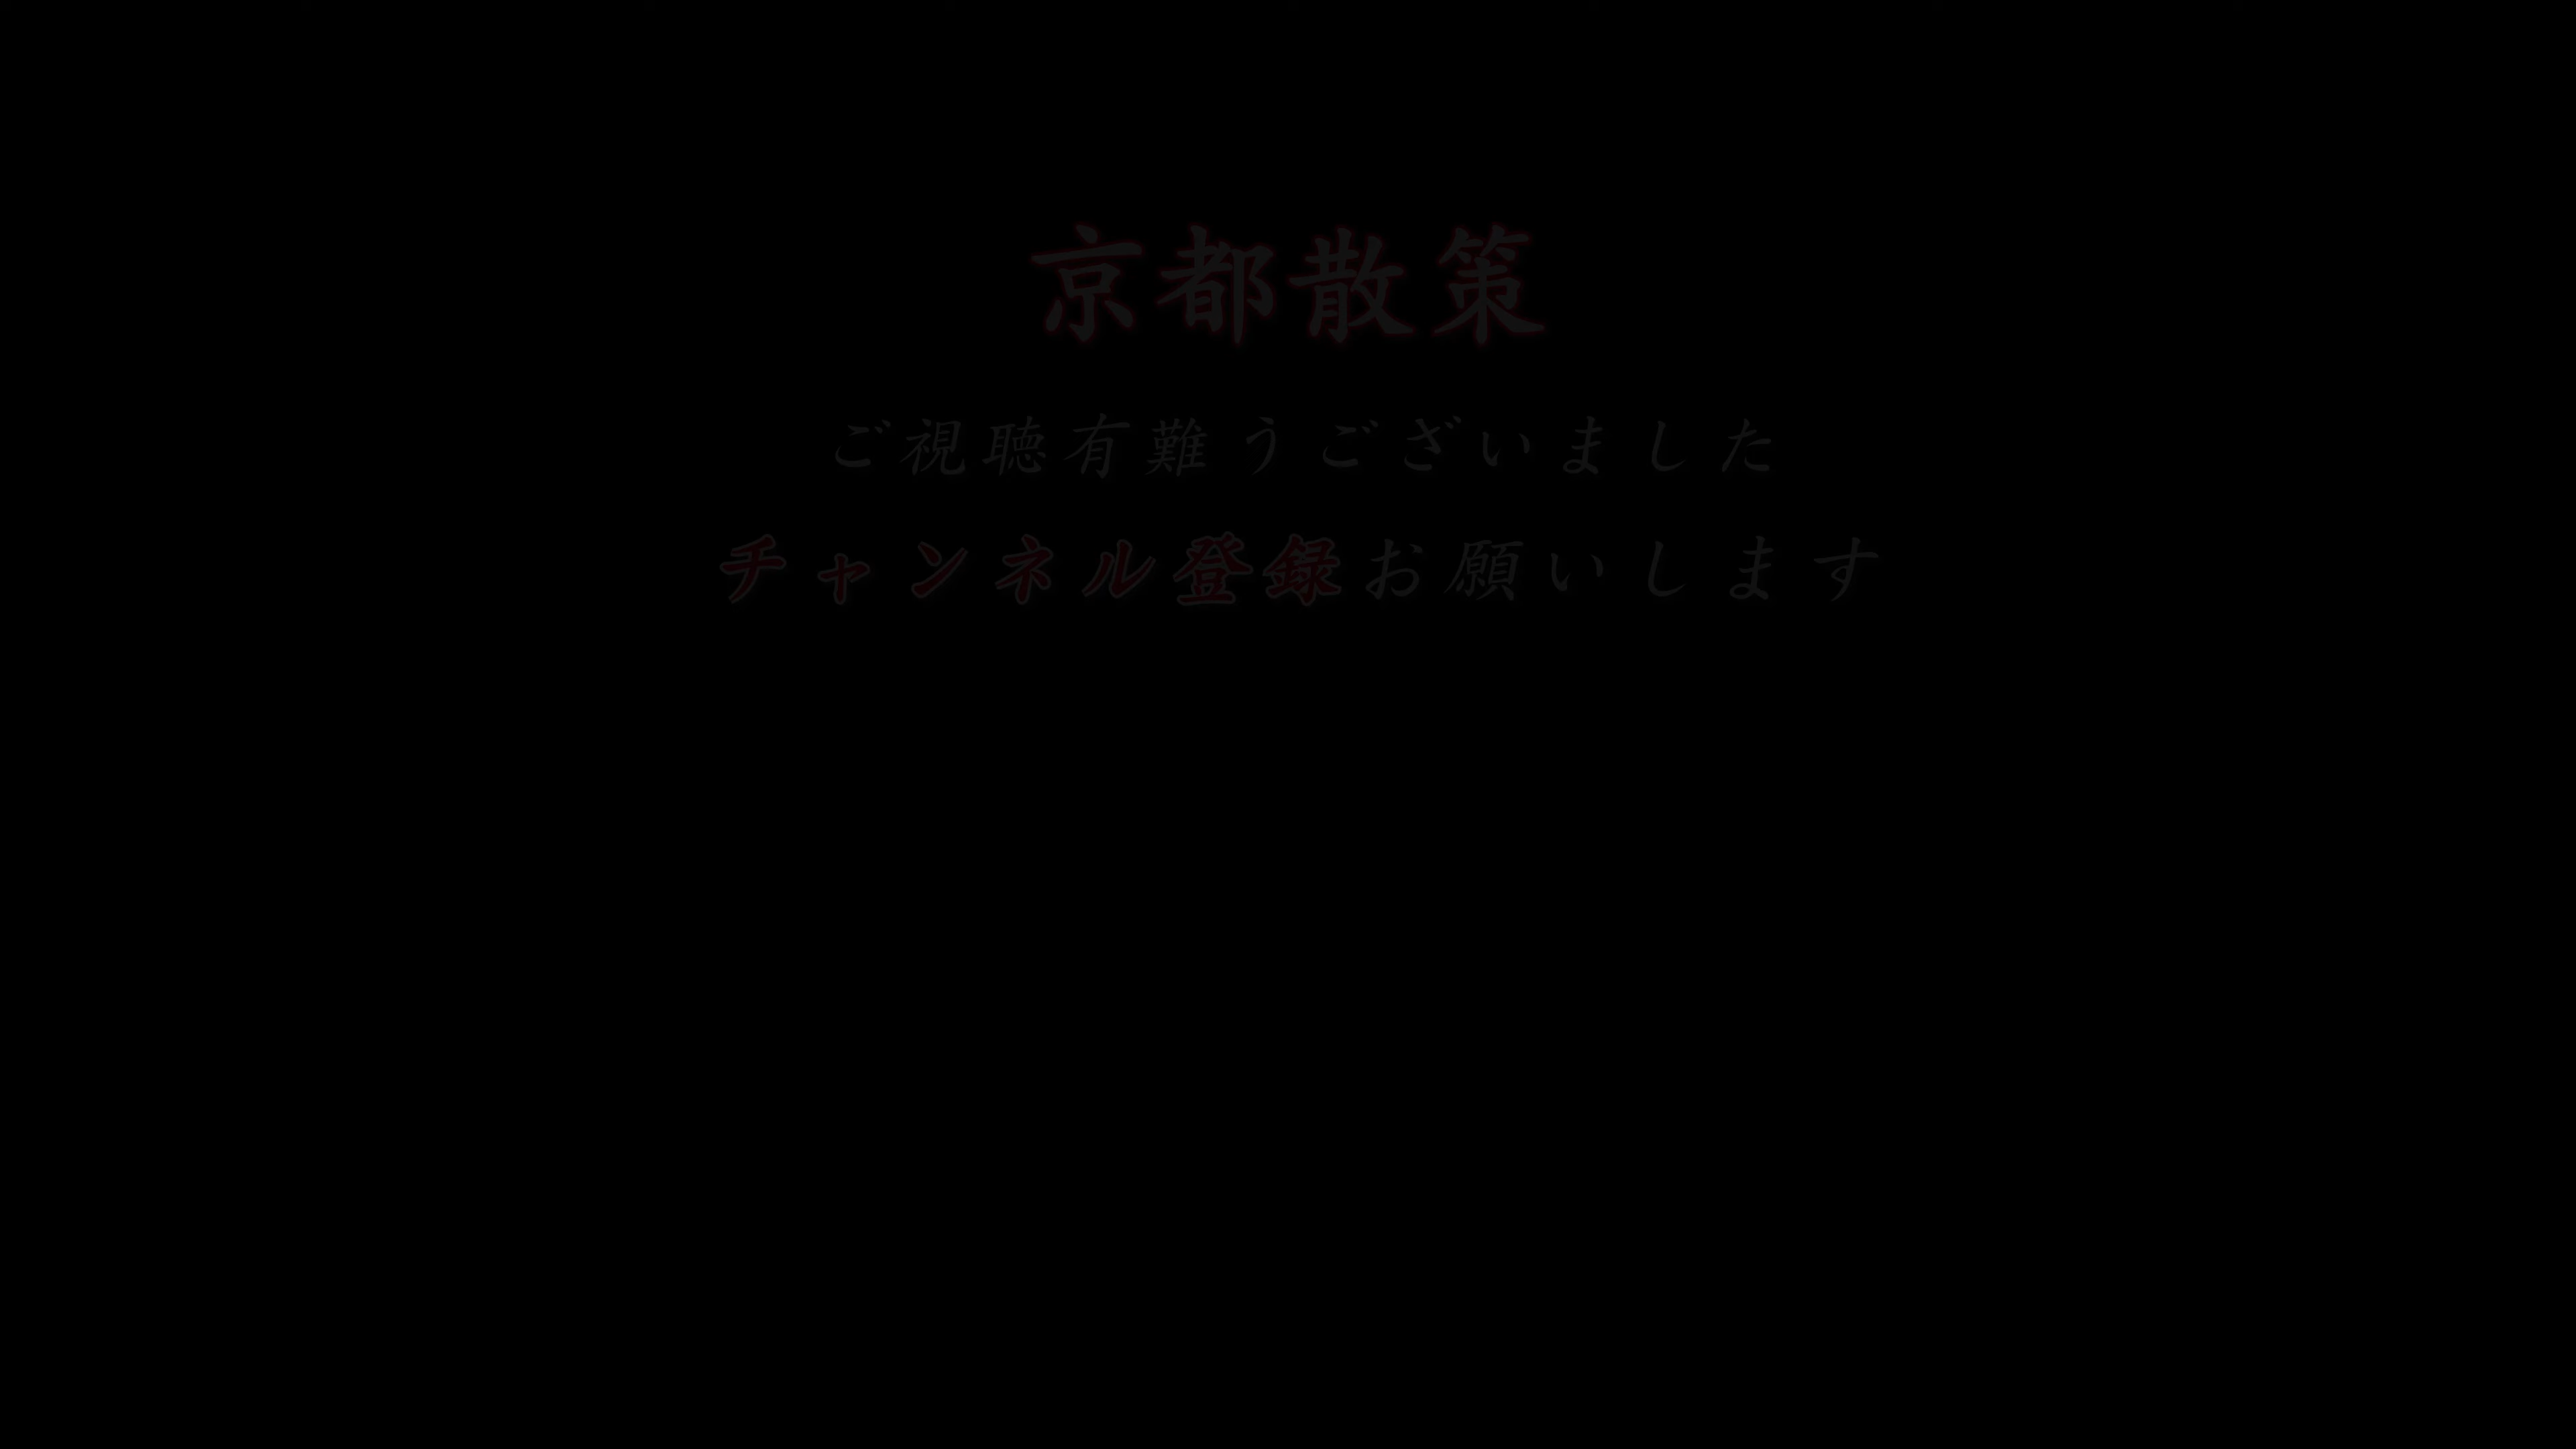 京都散策
ご視聴有難うございました
チャンネル登録お願いします